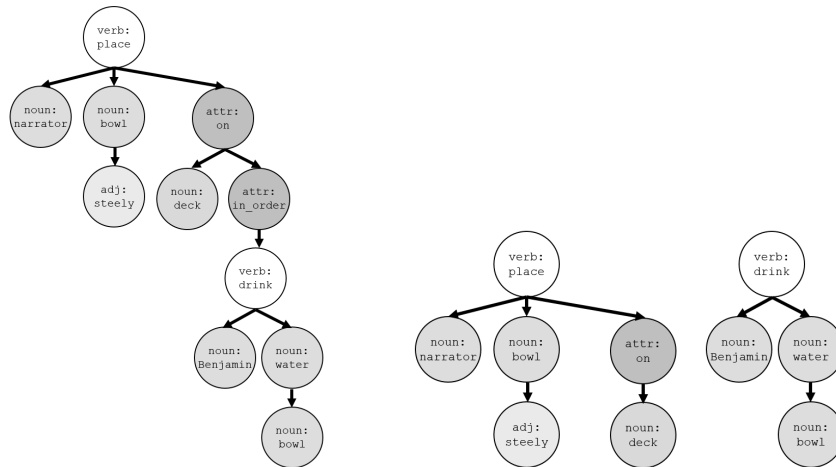 verb:
place
noun:
narrator
noun:
bowl
attr:
on
adj:
steely
noun:
deck
attr:
in_order
verb:
drink
noun:
Benjamin
noun:
water
noun:
bowl
verb:
place
noun:
narrator
noun:
bowl
attr:
on
adj:
steely
noun:
deck
verb:
drink
noun:
Benjamin
noun:
water
noun:
bowl